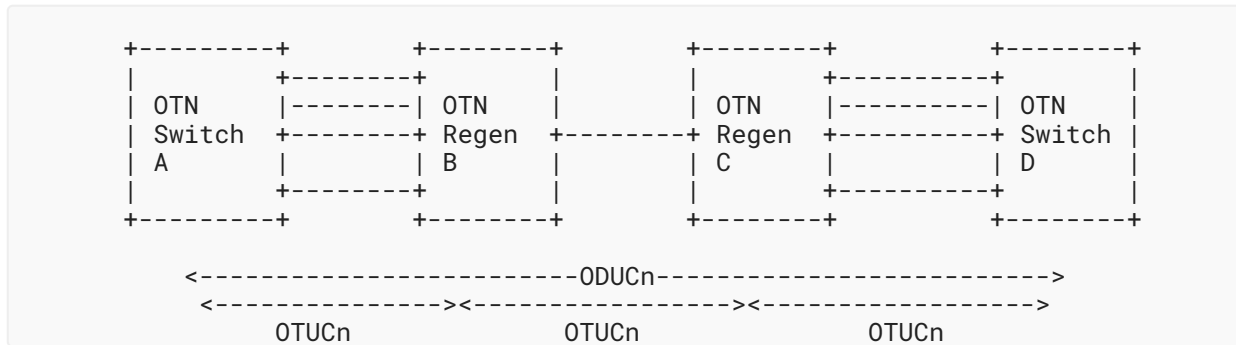 +---------+         +--------+         +--------+          +--------+
|         +--------+        |         |        +----------+        |
| OTN     |--------| OTN    |         | OTN    |----------| OTN    |
| Switch  +--------+ Regen  +--------+ Regen  +----------+ Switch |
| A       |        | B      |         | C      |          | D      |
|         +--------+        |         |        +----------+        |
+---------+         +--------+         +--------+          +--------+
<-------------------------ODUCn-------------------------->
<---------------><-----------------><------------------>
OTUCn                OTUCn               OTUCn